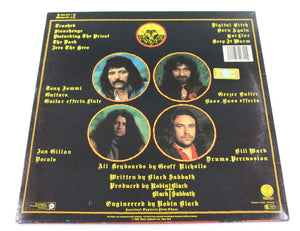 Trashed
Stonehenge
Disturbing The Priest
The Dark
Zero The Hero
Digital Bitch
Born Again
Hot Line
Keep It Warm
Tony Iommi
Guitars,
Guitar effects,flute
Geezer Butler
Bass,Bass effects
Ian Gillan
Vocals
Bill Ward
Drums,Percussion
All Keyboards by Geoff Nicholls
Written by Black Sabbath
Produced by Robin Black
Black Sabbath
Engineered by Robin Black